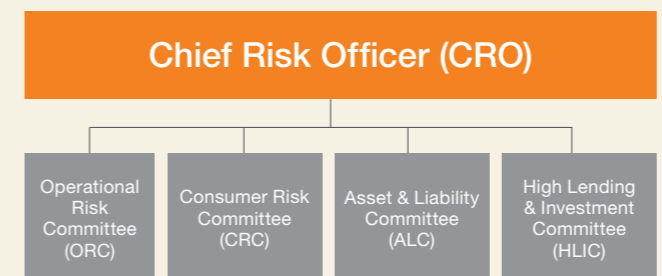 Chief Risk Officer (CRO)
Operational
Risk
Committee
(ORC)
Consumer Risk
Committee
(CRC)
Asset & Liability
Committee
(ALC)
High Lending
& Investment
Committee
(HLIC)